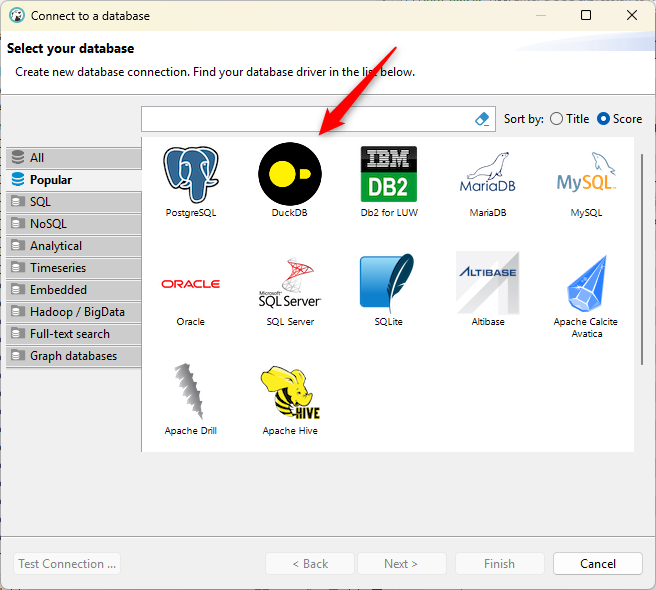 Connect to a database
Select your database
Create new database connection. Find your database driver in the list below.
Sort by: Title Score
All
Popular
SQL
NoSQL
Analytical
Timeseries
Embedded
Hadoop / BigData
Full-text search
Graph databases
PostgreSQL
DuckDB
IBM
DB2
Db2 for LUW
MariaDB
MariaDB
MySQL
MySQL
ORACLE
Oracle
Microsoft
SQL Server
SQL Server
SQLite
ALTIBASE
Altibase
Apache Calcite
Avatica
Apache Drill
HIVE
Apache Hive
Test Connection ...
< Back
Next >
Finish
Cancel